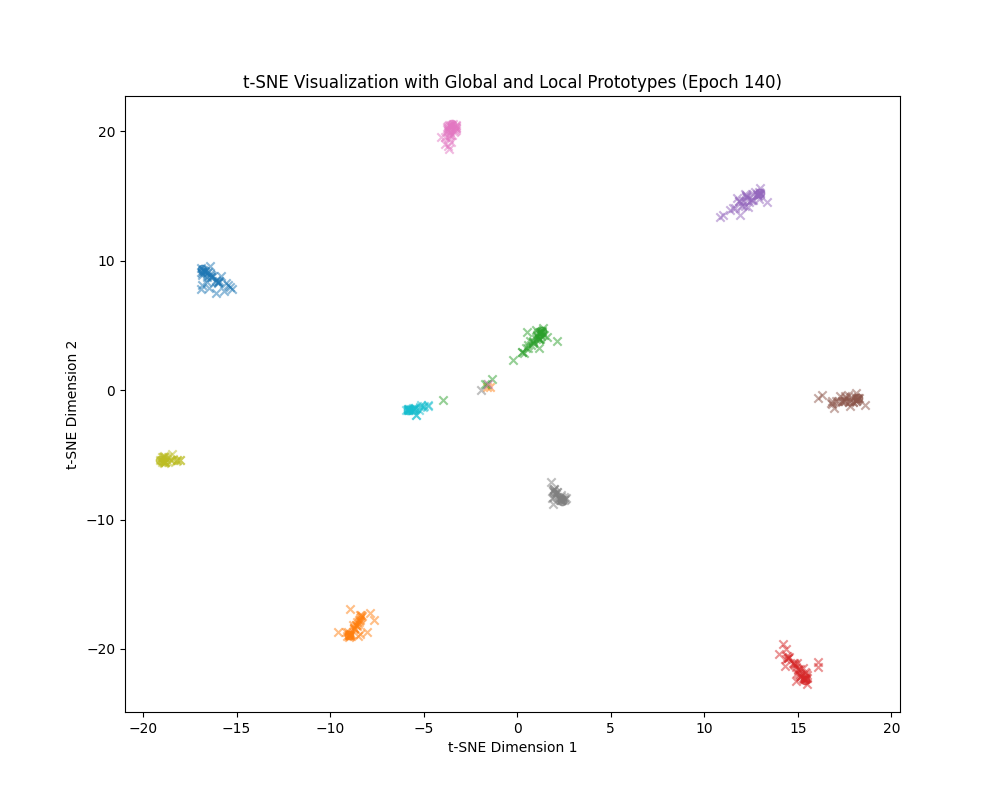 t-SNE Visualization with Global and Local Prototypes (Epoch 140)
20
10
0
−10
−20
t-SNE Dimension 2
−20 −15 −10 −5 0 5 10 15 20
t-SNE Dimension 1